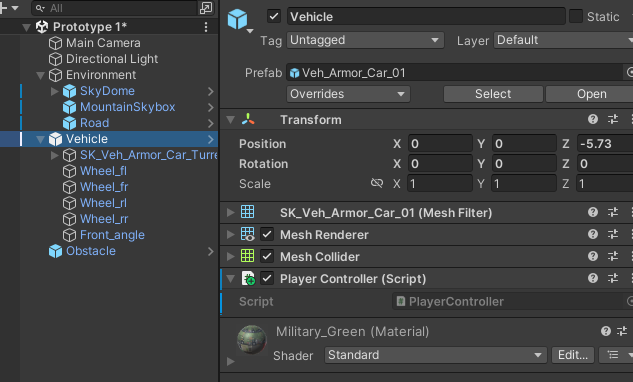 All
Prototype 1*
Main Camera
Directional Light
Environment
SkyDome
MountainSkybox
Road
Vehicle
SK_Veh_Armor_Car_Turre
Wheel_fl
Wheel_fr
Wheel_rl
Wheel_rr
Front_angle
Obstacle
Vehicle Static
Tag Untagged Layer Default
Prefab Veh_Armor_Car_01
Overrides Select Open
Transform
Position X 0 Y 0 Z -5.73
Rotation X 0 Y 0 Z 0
Scale X 1 Y 1 Z 1
SK_Veh_Armor_Car_01 (Mesh Filter)
Mesh Renderer
Mesh Collider
Player Controller (Script)
Script PlayerController
Military_Green (Material)
Shader Standard Edit...